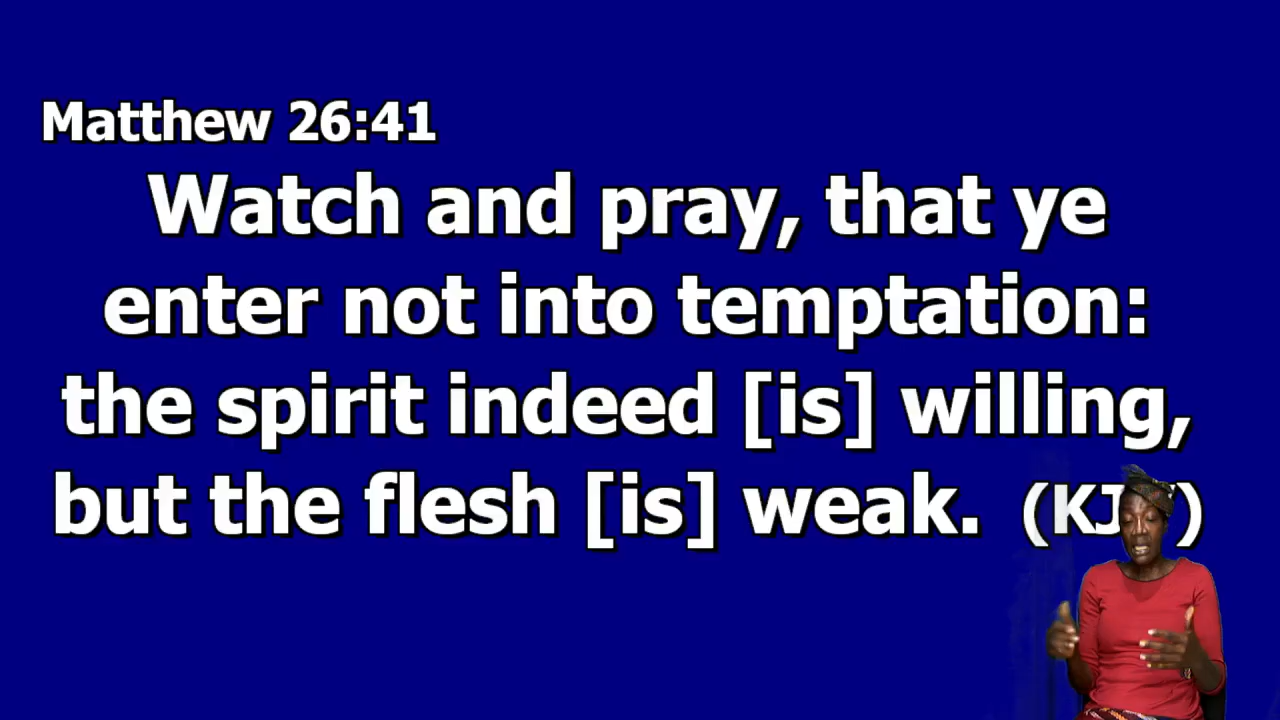 Matthew 26:41
Watch and pray, that ye
enter not into temptation:
the spirit indeed [is] willing,
but the flesh [is] weak.